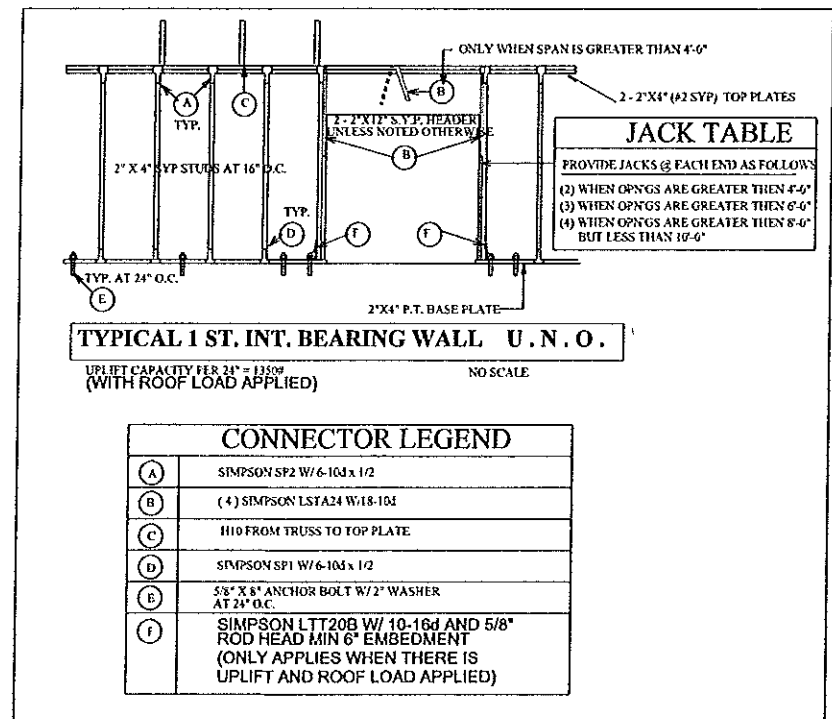 ONLY WHEN SPAN IS GREATER THAN 4'-0"
B
A
TYP.
C
2 - 2"X4" (#2 SYP) TOP PLATES
2 - 2"X12" S.Y.P. HEADER
UNLESS NOTED OTHERWISE
B
2" X 4" SYP STUDS AT 16" O.C.
JACK TABLE
PROVIDE JACKS @ EACH END AS FOLLOWS
(2) WHEN OPN'GS ARE GREATER THEN 4'-0"
(3) WHEN OPN'GS ARE GREATER THEN 6'-0"
(4) WHEN OPN'GS ARE GREATER THEN 8'-0"
BUT LESS THAN 10'-0"
TYP.
D
F
F
TYP. AT 24" O.C.
E
2"X4" P.T. BASE PLATE
TYPICAL 1 ST. INT. BEARING WALL U.N.O.
UPLIFT CAPACITY PER 24" = 1350#
(WITH ROOF LOAD APPLIED)
NO SCALE
CONNECTOR LEGEND
A SIMPSON SP2 W/ 6-10d x 1/2
B (4) SIMPSON LSTA24 W/18-10d
C H10 FROM TRUSS TO TOP PLATE
D SIMPSON SP1 W/ 6-10d x 1/2
E 5/8" X 8" ANCHOR BOLT W/ 2" WASHER
AT 24" O.C.
F SIMPSON LTT20B W/ 10-16d AND 5/8"
ROD HEAD MIN 6" EMBEDMENT
(ONLY APPLIES WHEN THERE IS
UPLIFT AND ROOF LOAD APPLIED)